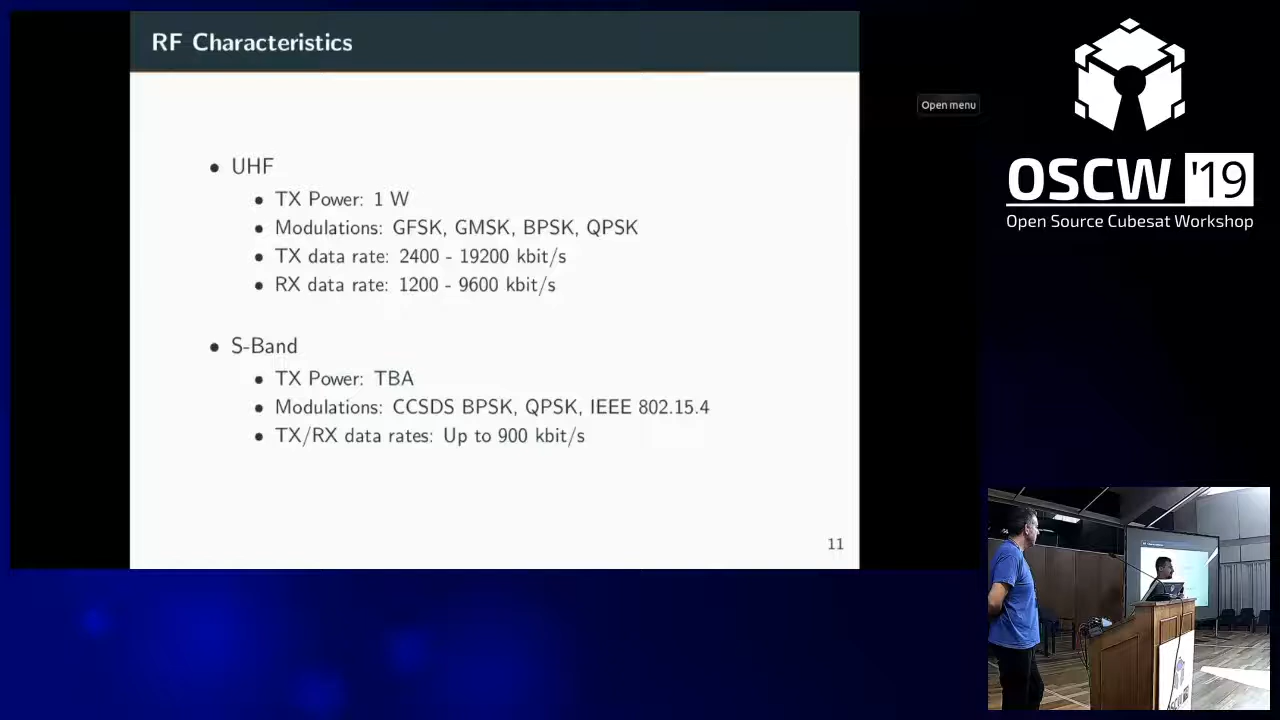 RF Characteristics
Open menu
• UHF
• TX Power: 1 W
• Modulations: GFSK, GMSK, BPSK, QPSK
• TX data rate: 2400 - 19200 kbit/s
• RX data rate: 1200 - 9600 kbit/s
• S-Band
• TX Power: TBA
• Modulations: CCSDS BPSK, QPSK, IEEE 802.15.4
• TX/RX data rates: Up to 900 kbit/s
11
OSCW '19
Open Source Cubesat Workshop
OSCW